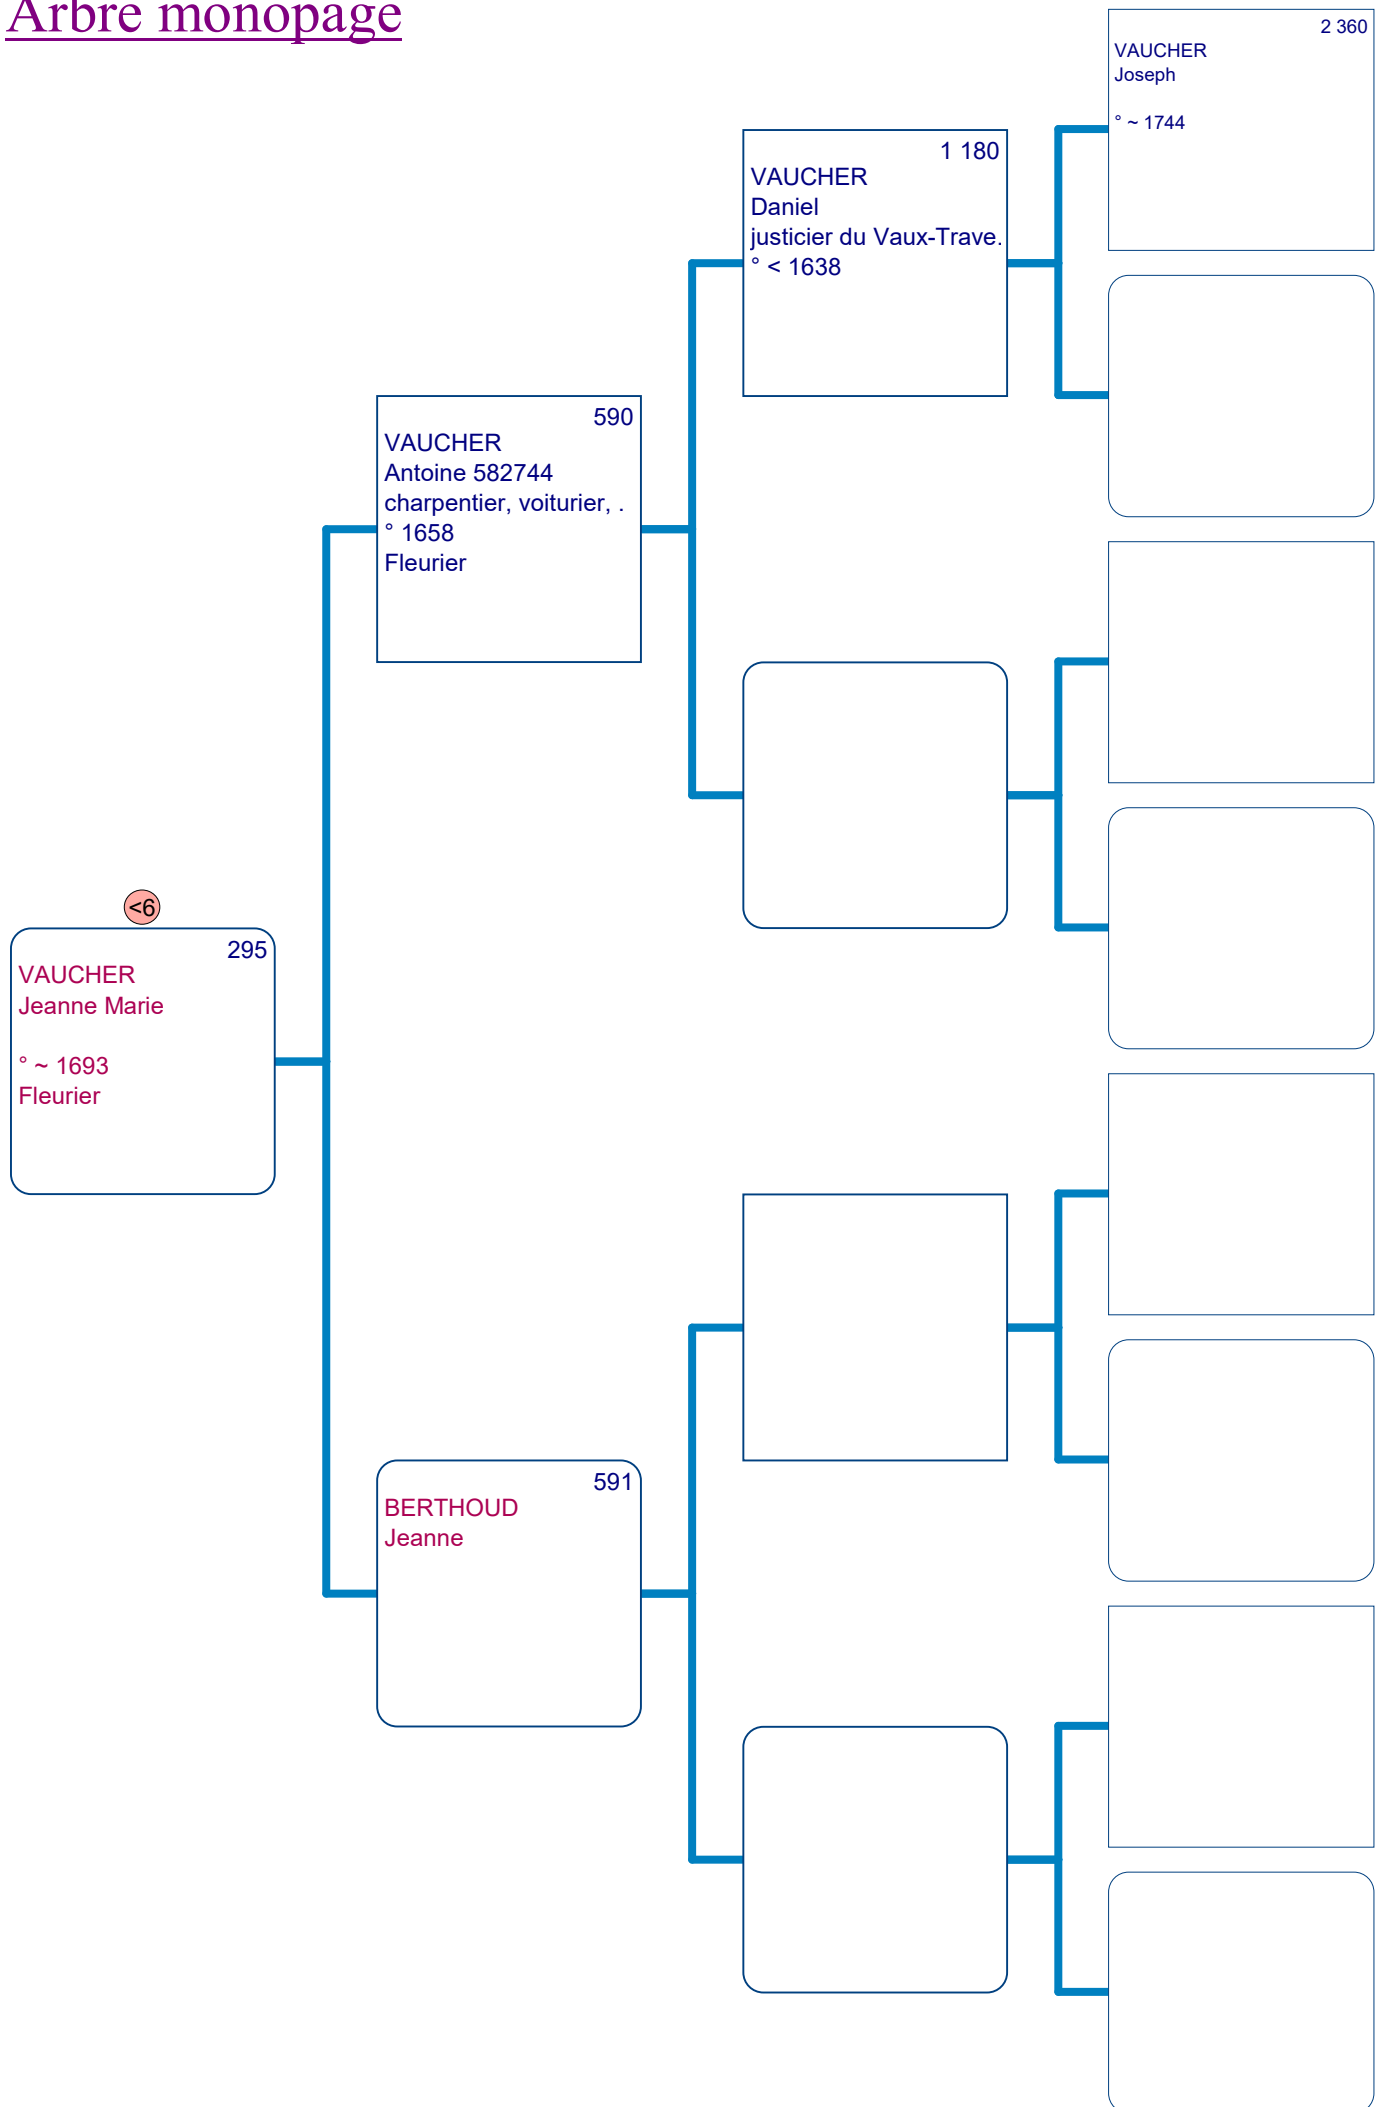 Arbre monopage
2 360
VAUCHER
Joseph
° ~ 1744
1 180
VAUCHER
Daniel
justicier du Vaux-Trave.
° < 1638
590
VAUCHER
Antoine 582744
charpentier, voiturier, .
° 1658
Fleurier
<6
295
VAUCHER
Jeanne Marie
° ~ 1693
Fleurier
591
BERTHOUD
Jeanne